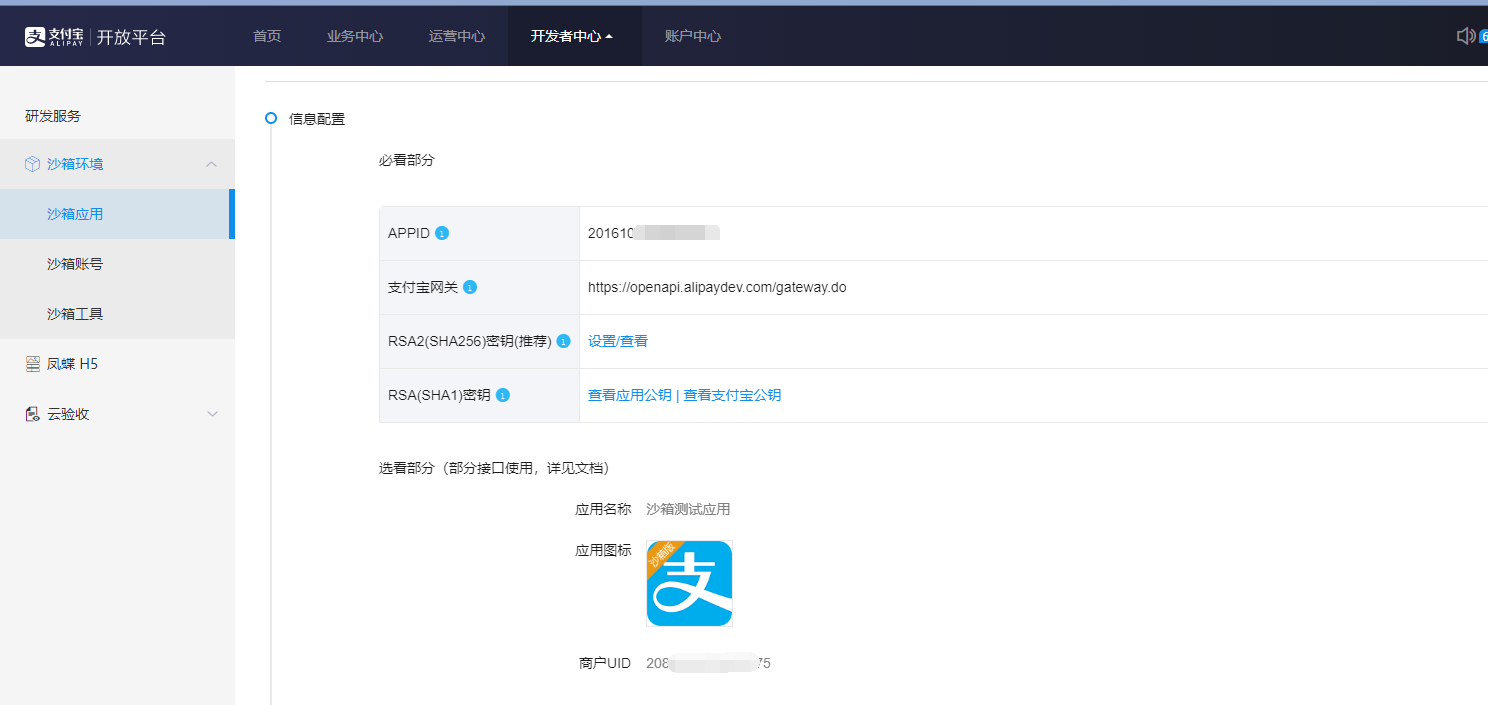 支付宝 ALIPAY 开放平台 首页 业务中心 运营中心 开发者中心 账户中心 6
研发服务
沙箱环境
沙箱应用
沙箱账号
沙箱工具
凤蝶 H5
云验收
信息配置
必看部分
APPID 1 201610
支付宝网关 1 https://openapi.alipaydev.com/gateway.do
RSA2(SHA256)密钥(推荐) 1 设置/查看
RSA(SHA1)密钥 1 查看应用公钥 | 查看支付宝公钥
选看部分（部分接口使用，详见文档）
应用名称 沙箱测试应用
应用图标
沙箱版
支
商户UID 208 75